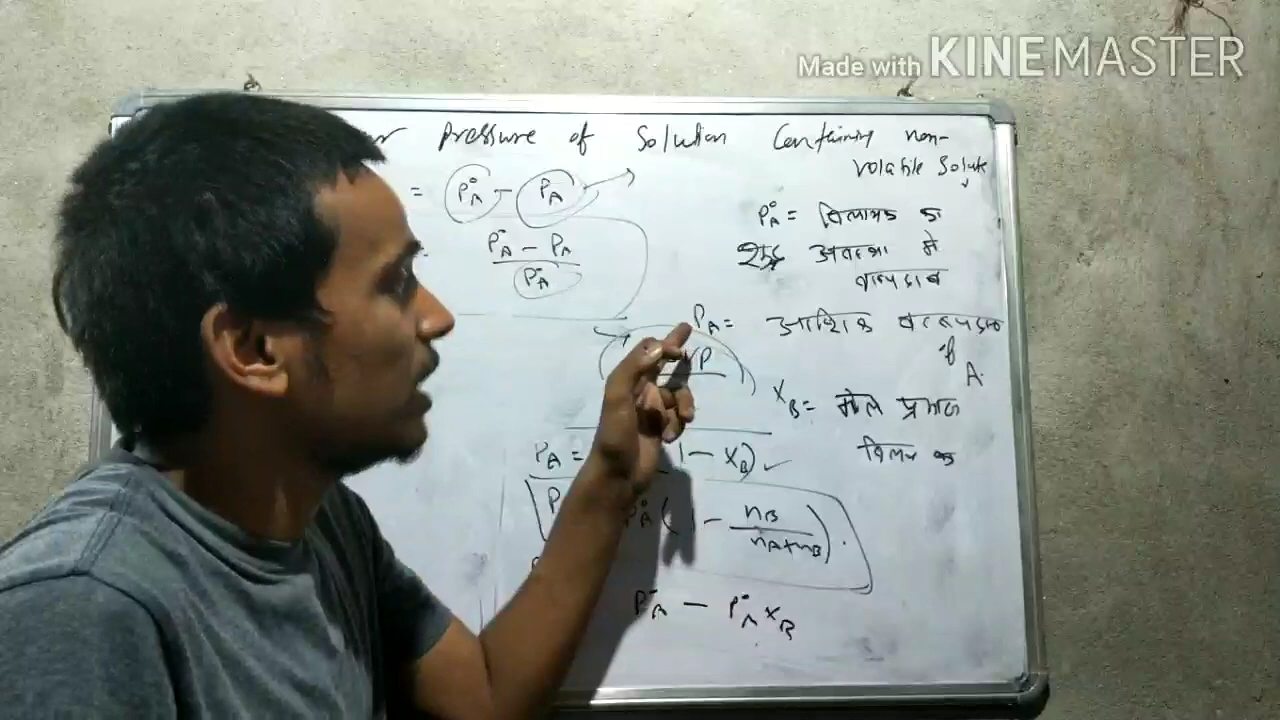 Made with KINEMASTER
r Pressure of Solution Containing non-
volatile Solute
= P°A - PA
P°A = विलायक का
P°A - PA
शुद्ध अवस्था में
P°A
वाष्पदाब
PA = आंशिक वाष्पदाब
VP
of
A.
XB = मोल प्रभाज
PA = 1 - XB) ✓
विलय का
P P°A (1 - nB
nA+nB) .
P°A - P°A XB